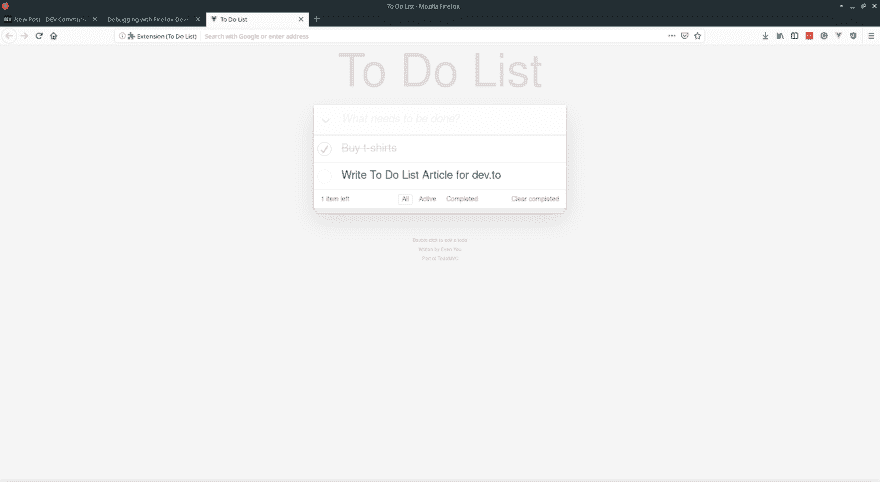 To Do List - Mozilla Firefox
New Post - DEV Commun
Debugging with Firefox Dev
To Do List
Extension (To Do List)
Search with Google or enter address
To Do List
What needs to be done?
Buy t-shirts
Write To Do List Article for dev.to
1 item left
All
Active
Completed
Clear completed
Double-click to edit a todo
Written by Evan You
Part of TodoMVC